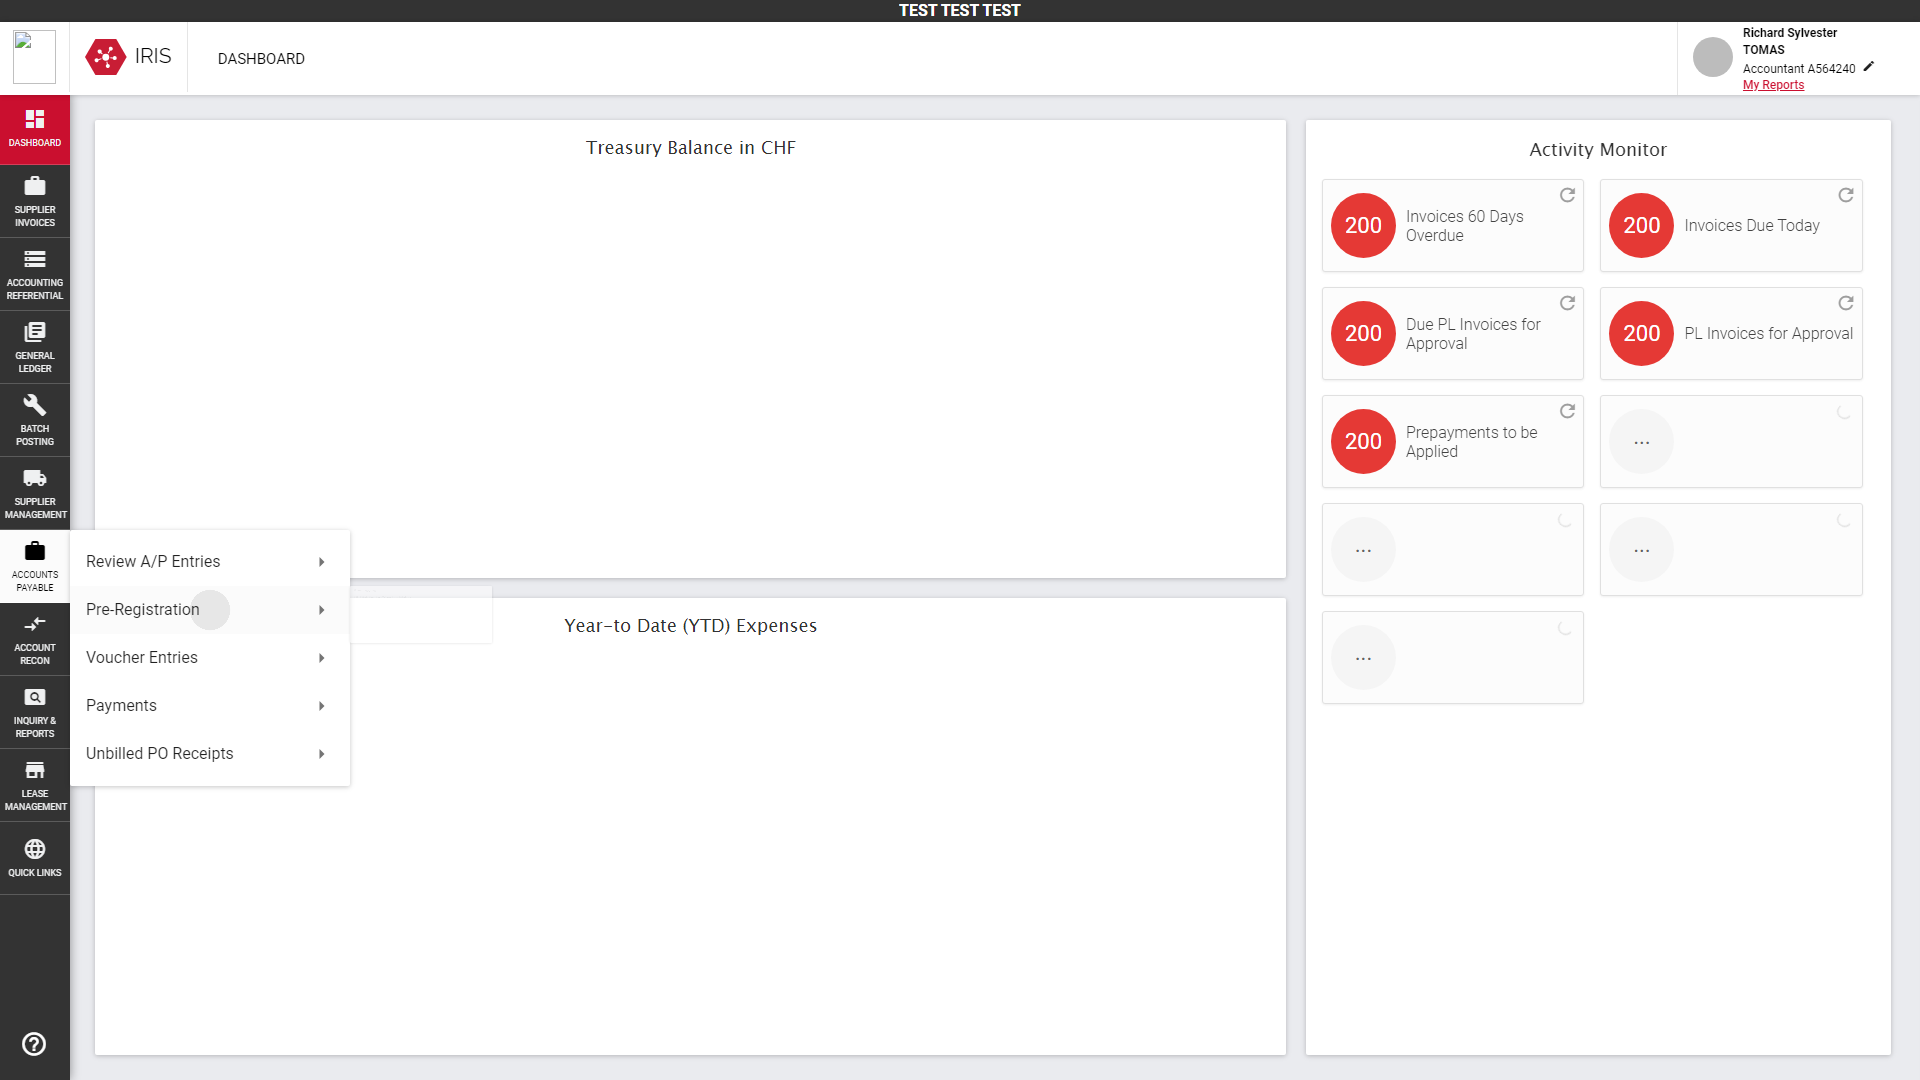 TEST TEST TEST
IRIS
DASHBOARD
Richard Sylvester
TOMAS
Accountant A564240
My Reports
DASHBOARD
SUPPLIER
INVOICES
ACCOUNTING
REFERENTIAL
GENERAL
LEDGER
BATCH
POSTING
SUPPLIER
MANAGEMENT
ACCOUNTS
PAYABLE
ACCOUNT
RECON
INQUIRY &
REPORTS
LEASE
MANAGEMENT
QUICK LINKS
Review A/P Entries
Pre-Registration
Voucher Entries
Payments
Unbilled PO Receipts
Treasury Balance in CHF
Year-to Date (YTD) Expenses
Activity Monitor
200
Invoices 60 Days
Overdue
200
Invoices Due Today
200
Due PL Invoices for
Approval
200
PL Invoices for Approval
200
Prepayments to be
Applied
...
...
...
...